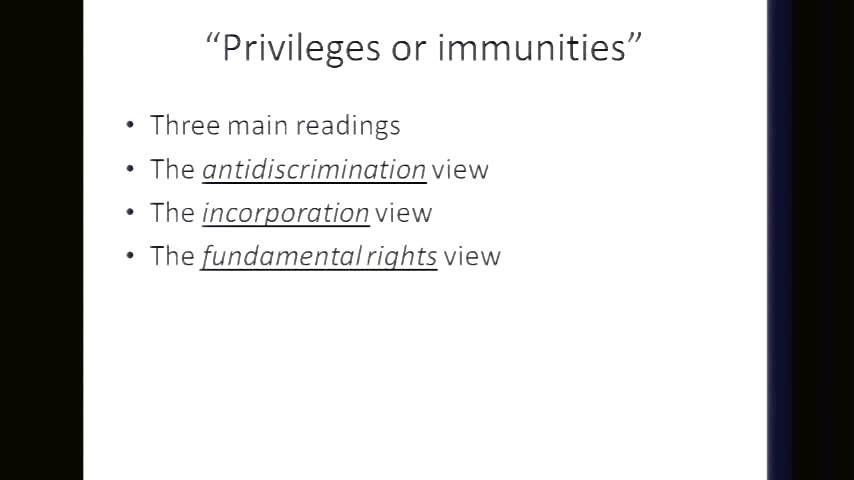 “Privileges or immunities”
• Three main readings
• The antidiscrimination view
• The incorporation view
• The fundamental rights view